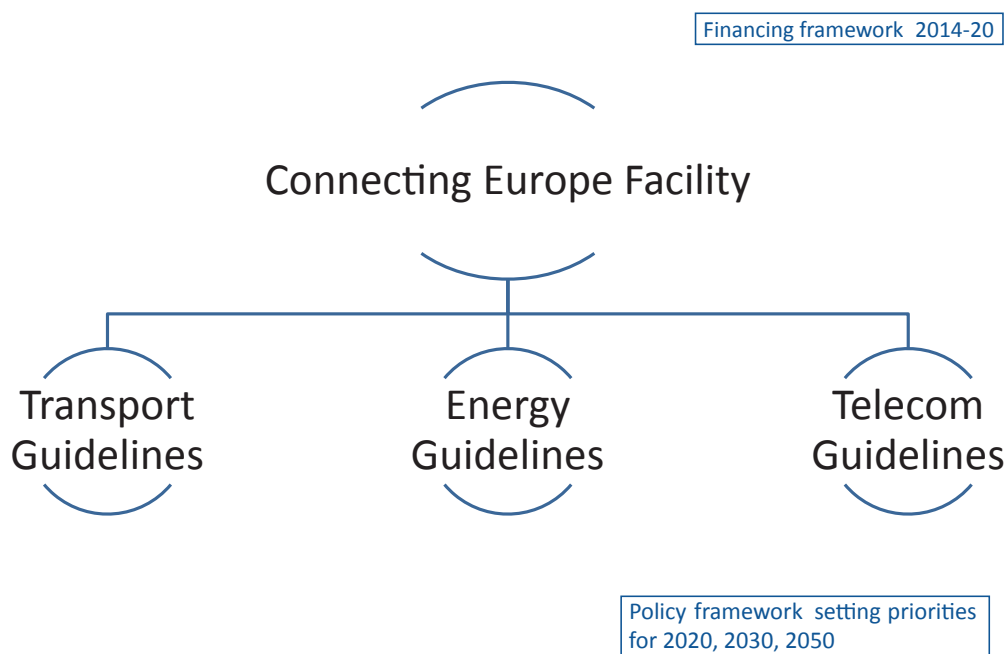 Financing framework 2014-20
Connecting Europe Facility
Transport
Guidelines
Energy
Guidelines
Telecom
Guidelines
Policy framework setting priorities
for 2020, 2030, 2050